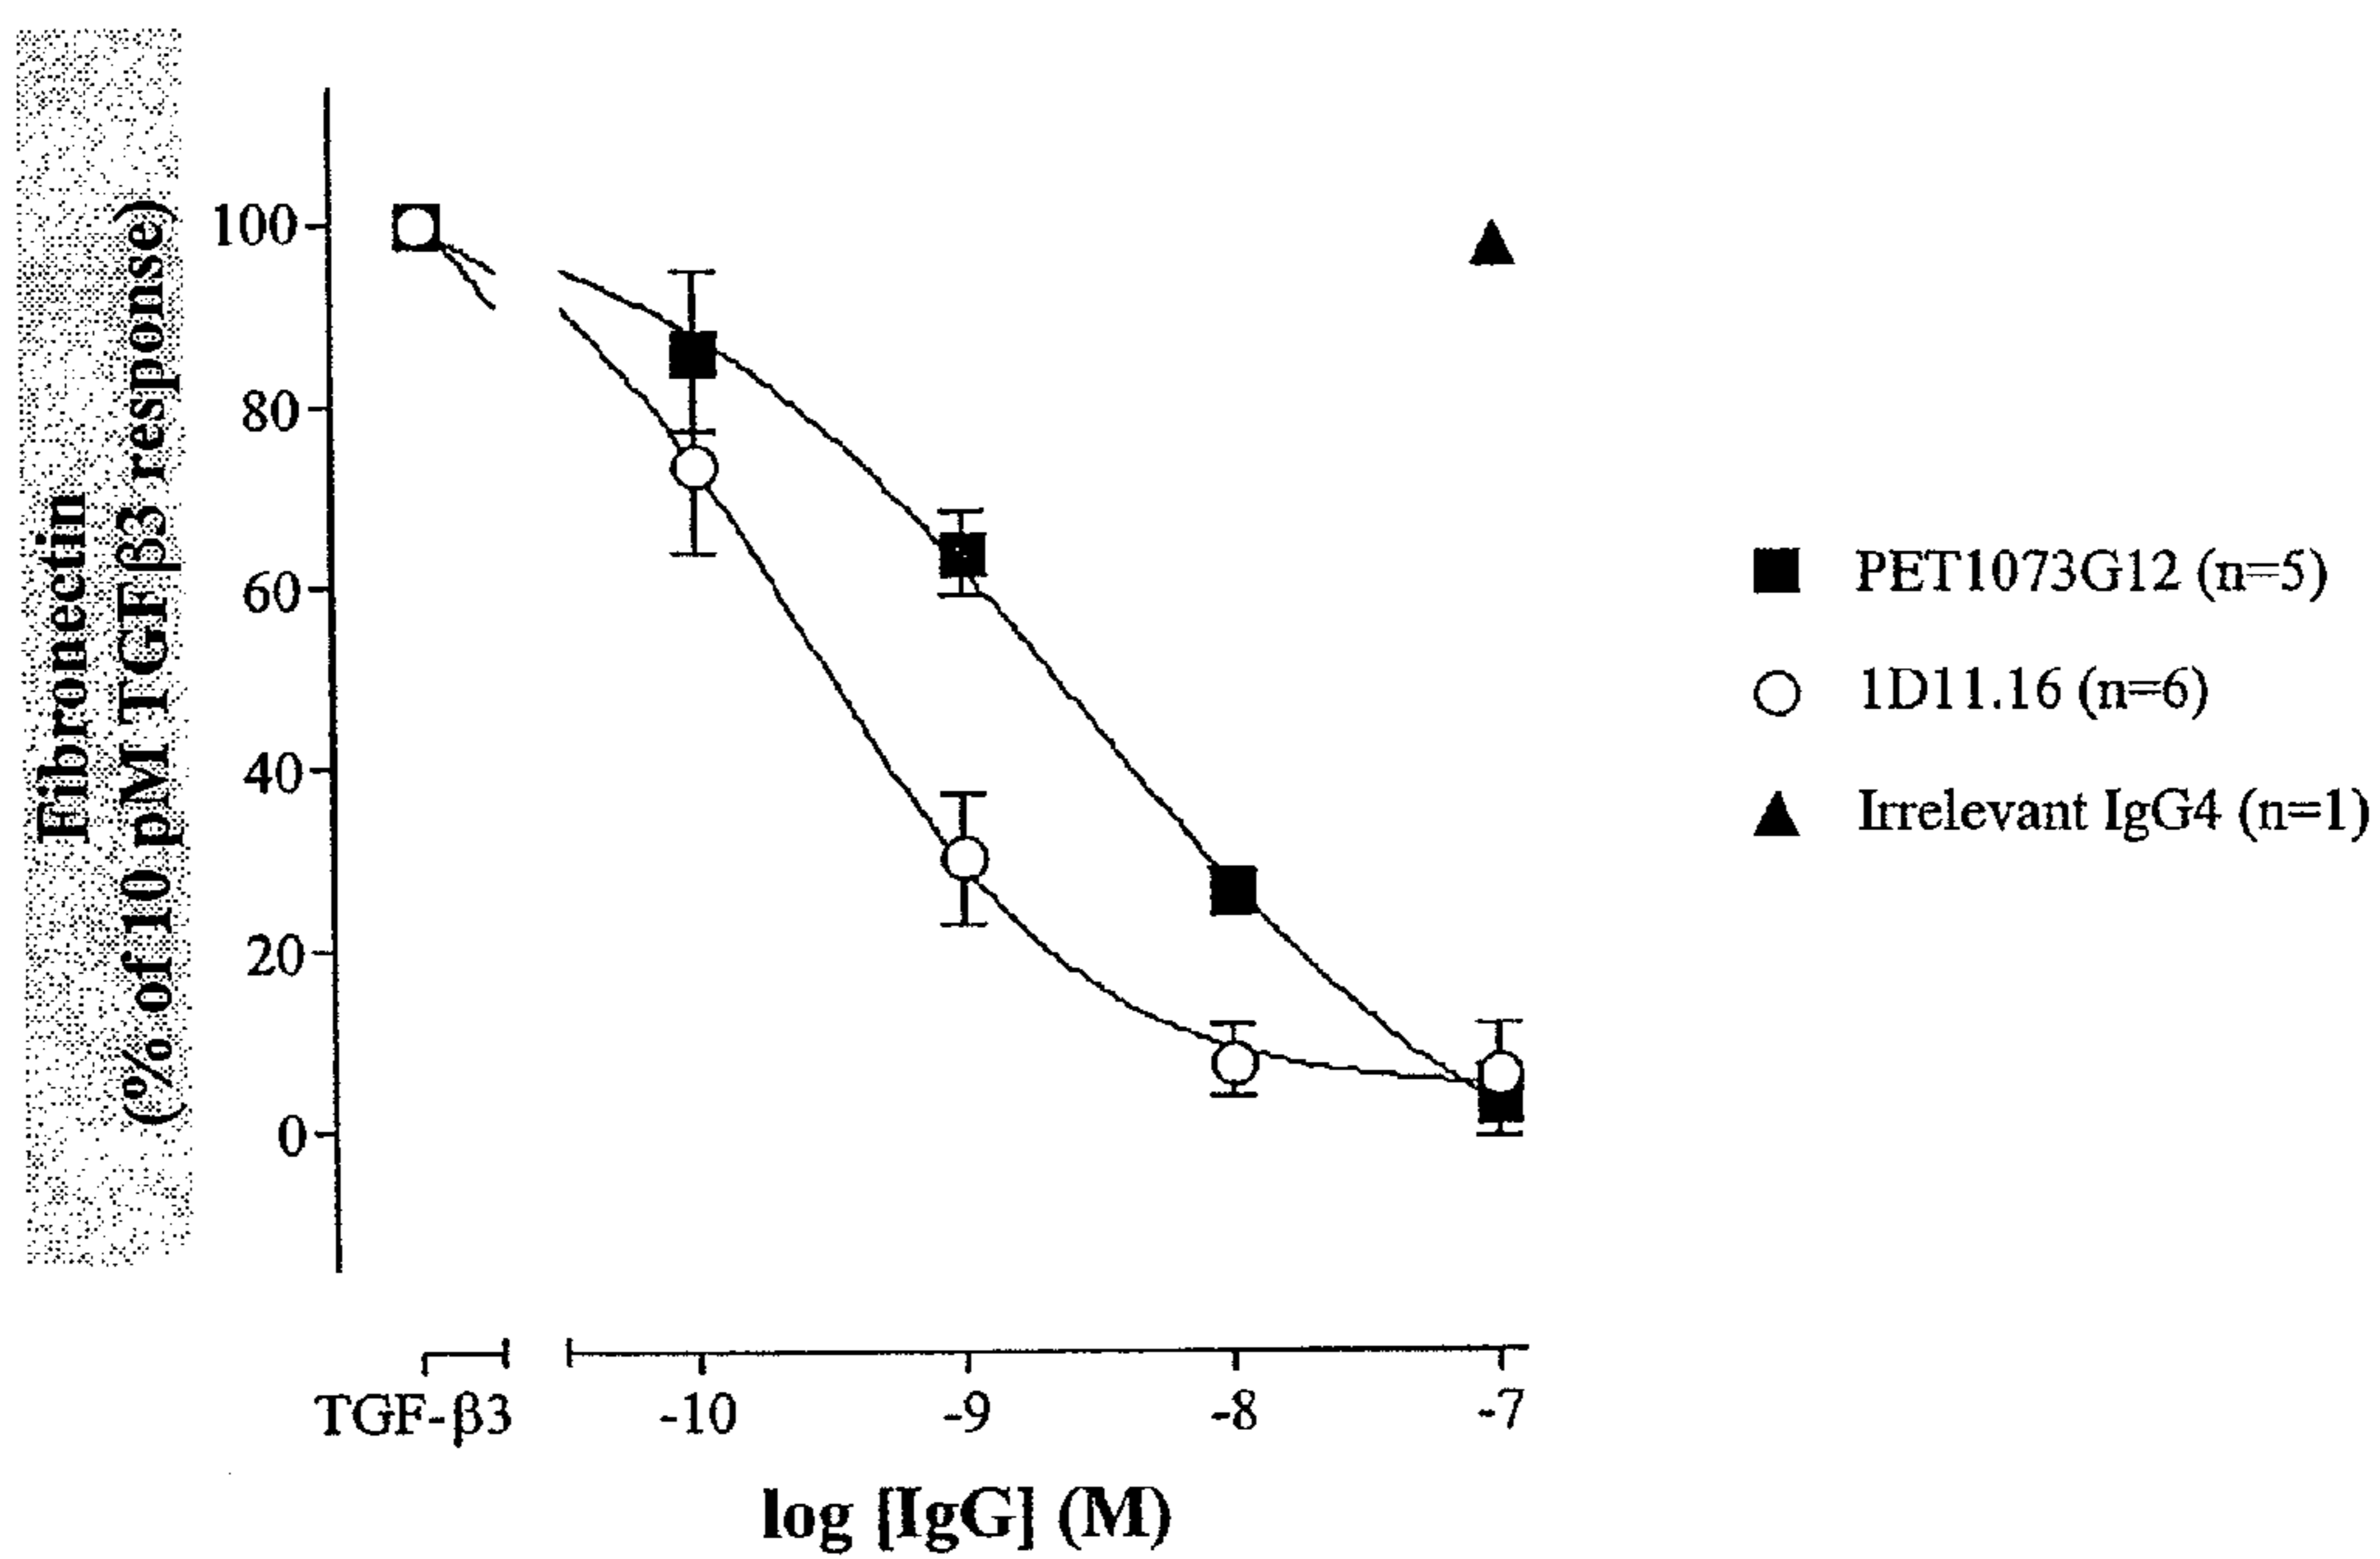 Fibronectin
(% of 10 pM TGFβ3 response)
100
80
60
40
20
0
TGF-β3
-10
-9
-8
-7
log [IgG] (M)
PET1073G12 (n=5)
1D11.16 (n=6)
Irrelevant IgG4 (n=1)